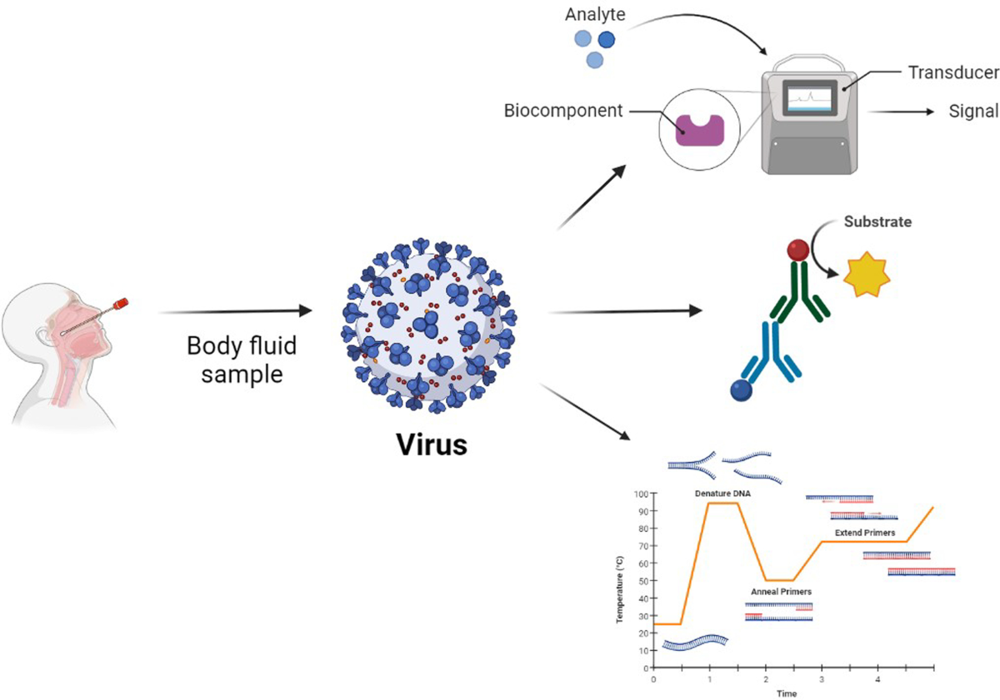 Analyte
Transducer
Biocomponent
Signal
Substrate
Body fluid
sample
Virus
Denature DNA
Extend Primers
Anneal Primers
Temperature (°C)
100
90
80
70
60
50
40
30
20
10
0
0 1 2 3 4
Time